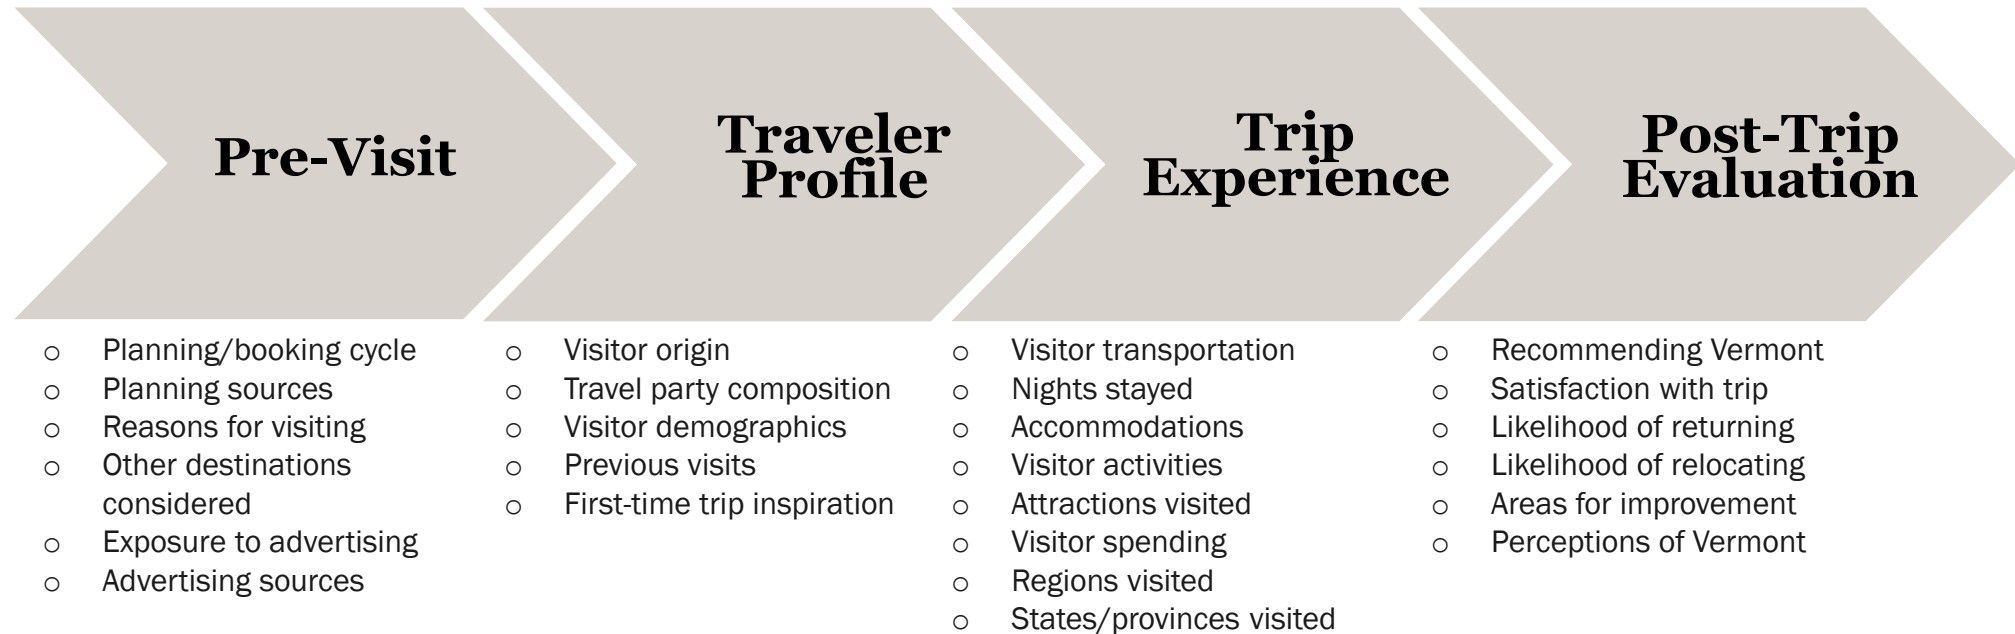 Pre-Visit
Traveler
Profile
Trip
Experience
Post-Trip
Evaluation
o Planning/booking cycle
o Planning sources
o Reasons for visiting
o Other destinations
considered
o Exposure to advertising
o Advertising sources
o Visitor origin
o Travel party composition
o Visitor demographics
o Previous visits
o First-time trip inspiration
o Visitor transportation
o Nights stayed
o Accommodations
o Visitor activities
o Attractions visited
o Visitor spending
o Regions visited
o States/provinces visited
o Recommending Vermont
o Satisfaction with trip
o Likelihood of returning
o Likelihood of relocating
o Areas for improvement
o Perceptions of Vermont